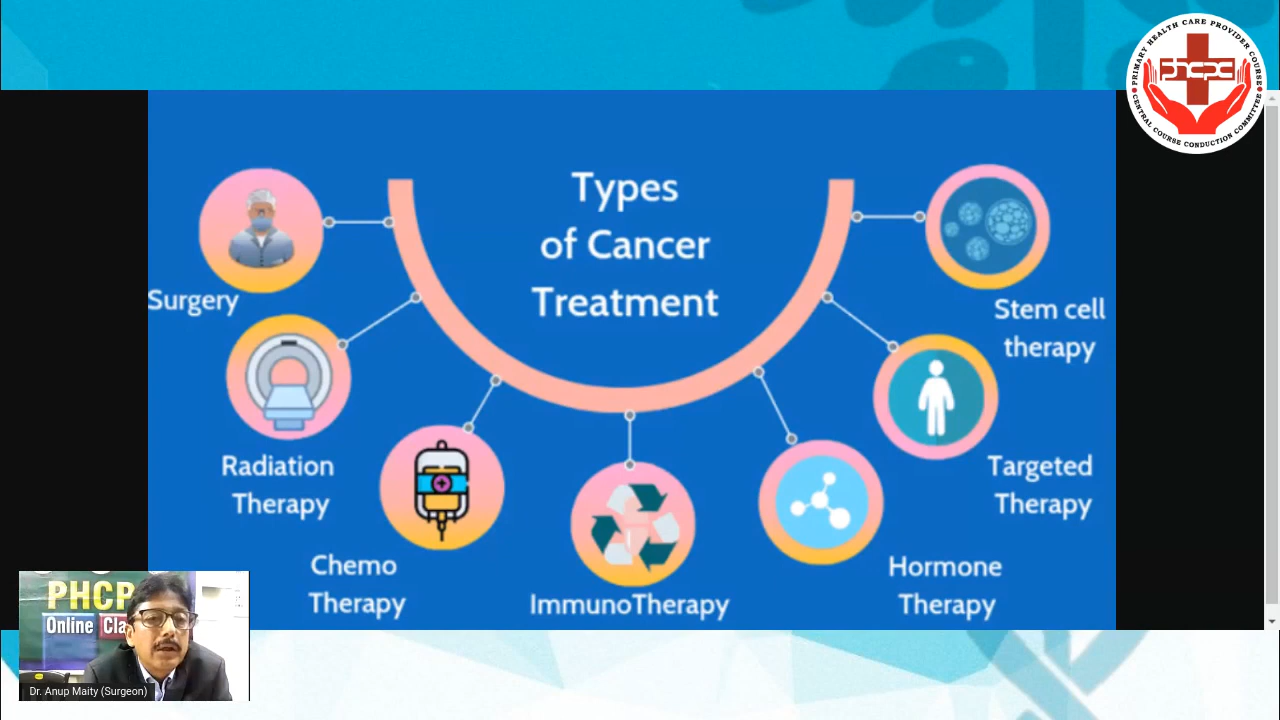 PRIMARY HEALTH CARE PROVIDER COURSE
phcpc
CENTRAL COURSE CONDUCTION COMMITTEE
Types
of Cancer
Treatment
Surgery
Radiation
Therapy
Chemo
Therapy
ImmunoTherapy
Hormone
Therapy
Targeted
Therapy
Stem cell
therapy
PHCP
Online Cla
Dr. Anup Maity (Surgeon)